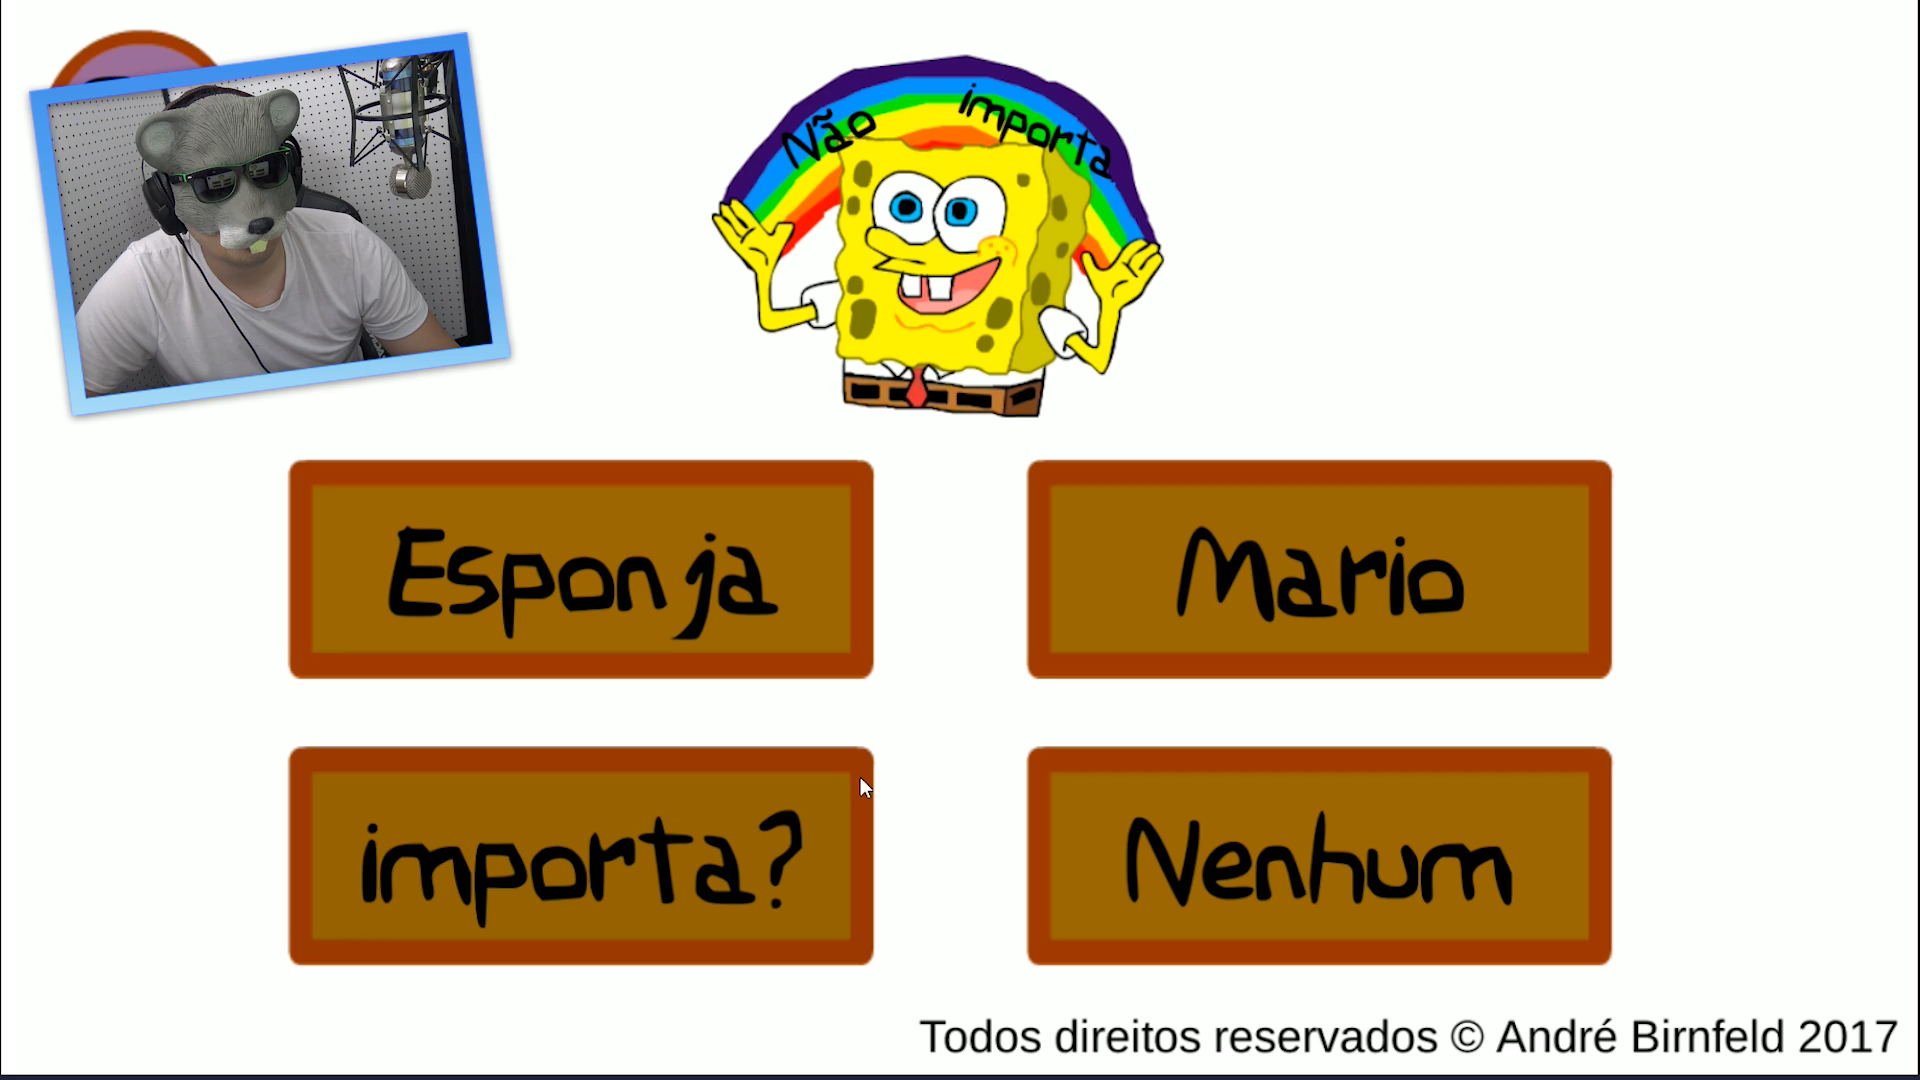 Não importa
Esponja
Mario
importa?
Nenhum
Todos direitos reservados © André Birnfeld 2017